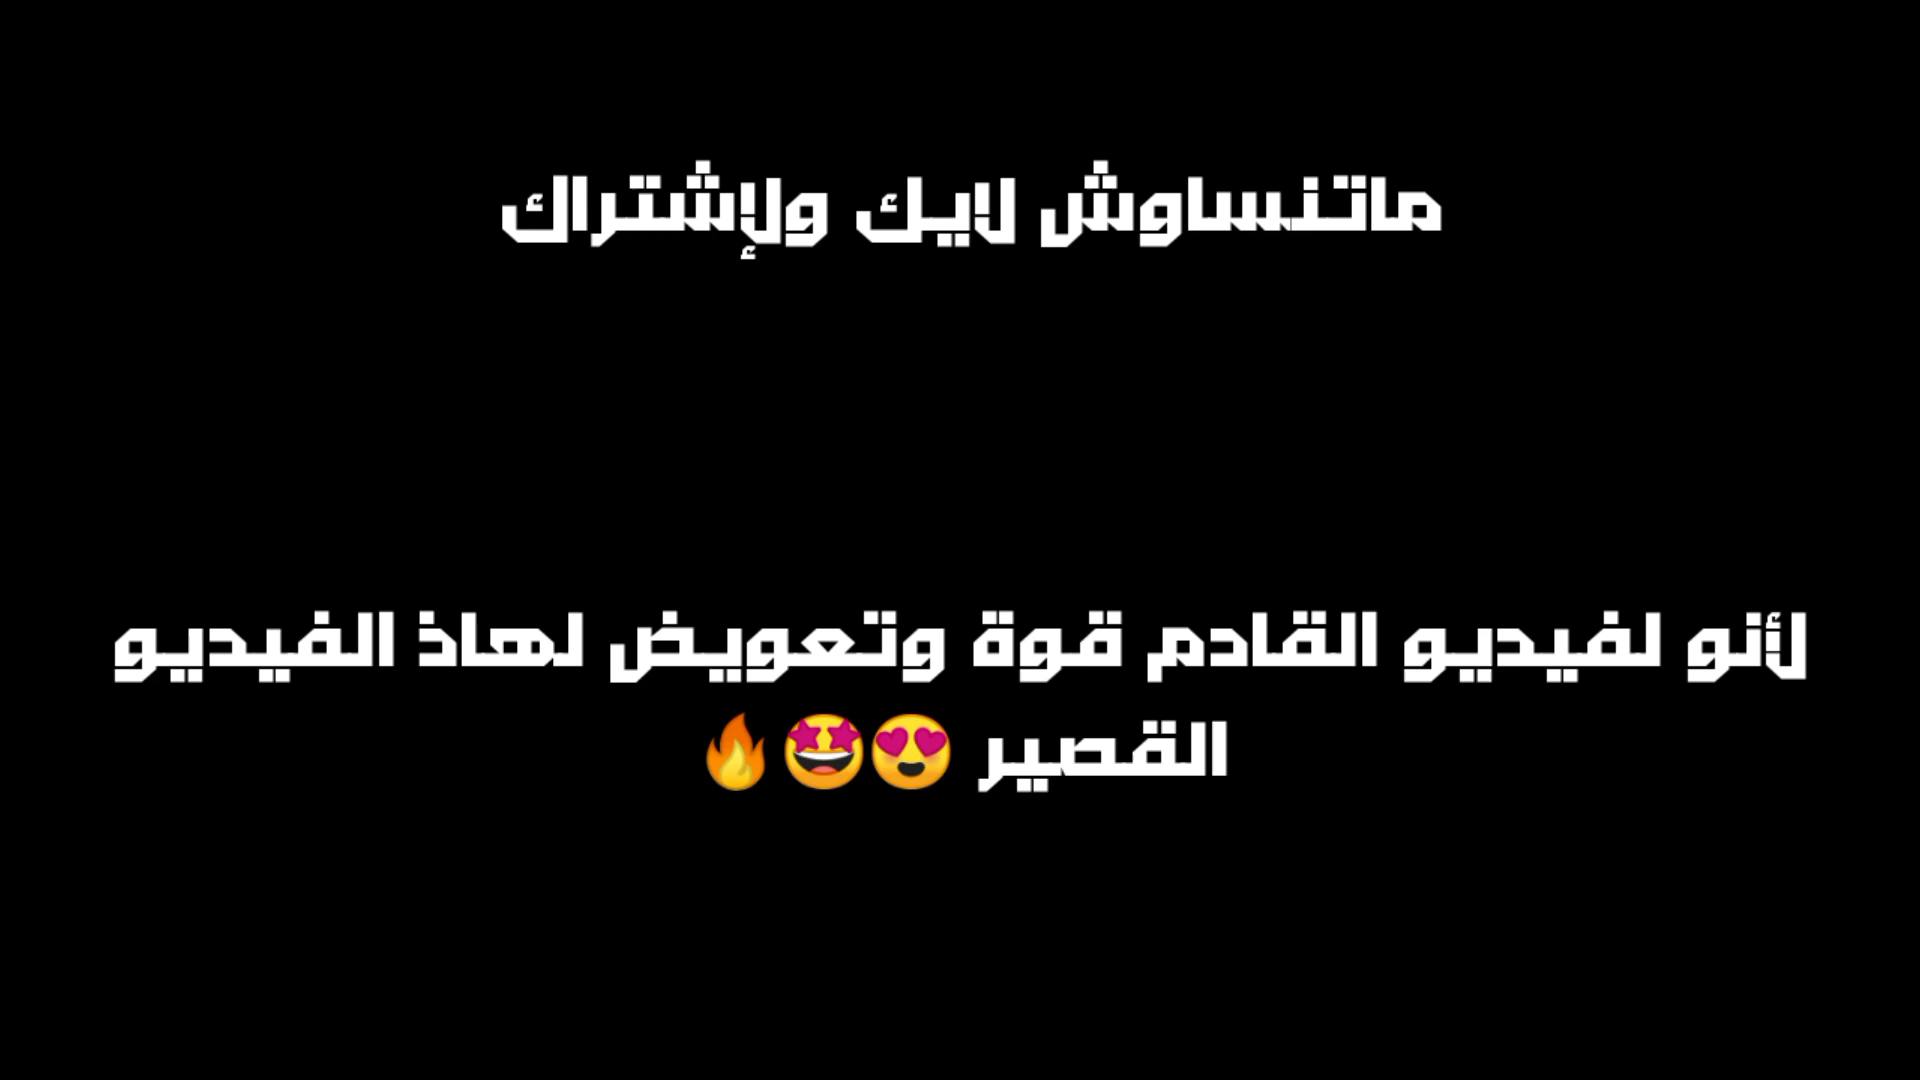 ماتنساوش لايك ولإشتراك
لأنو لفيديو القادم قوة وتعويض لهاذ الفيديو
القصير 😍🤩🔥